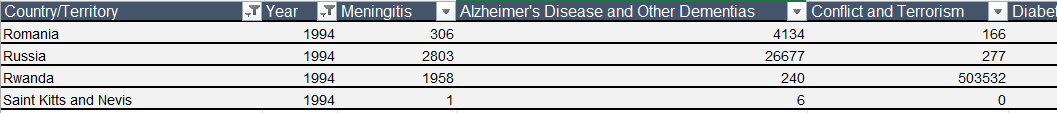 Country/Territory Year Meningitis Alzheimer's Disease and Other Dementias Conflict and Terrorism Diabe
Romania 1994 306 4134 166
Russia 1994 2803 26677 277
Rwanda 1994 1958 240 503532
Saint Kitts and Nevis 1994 1 6 0